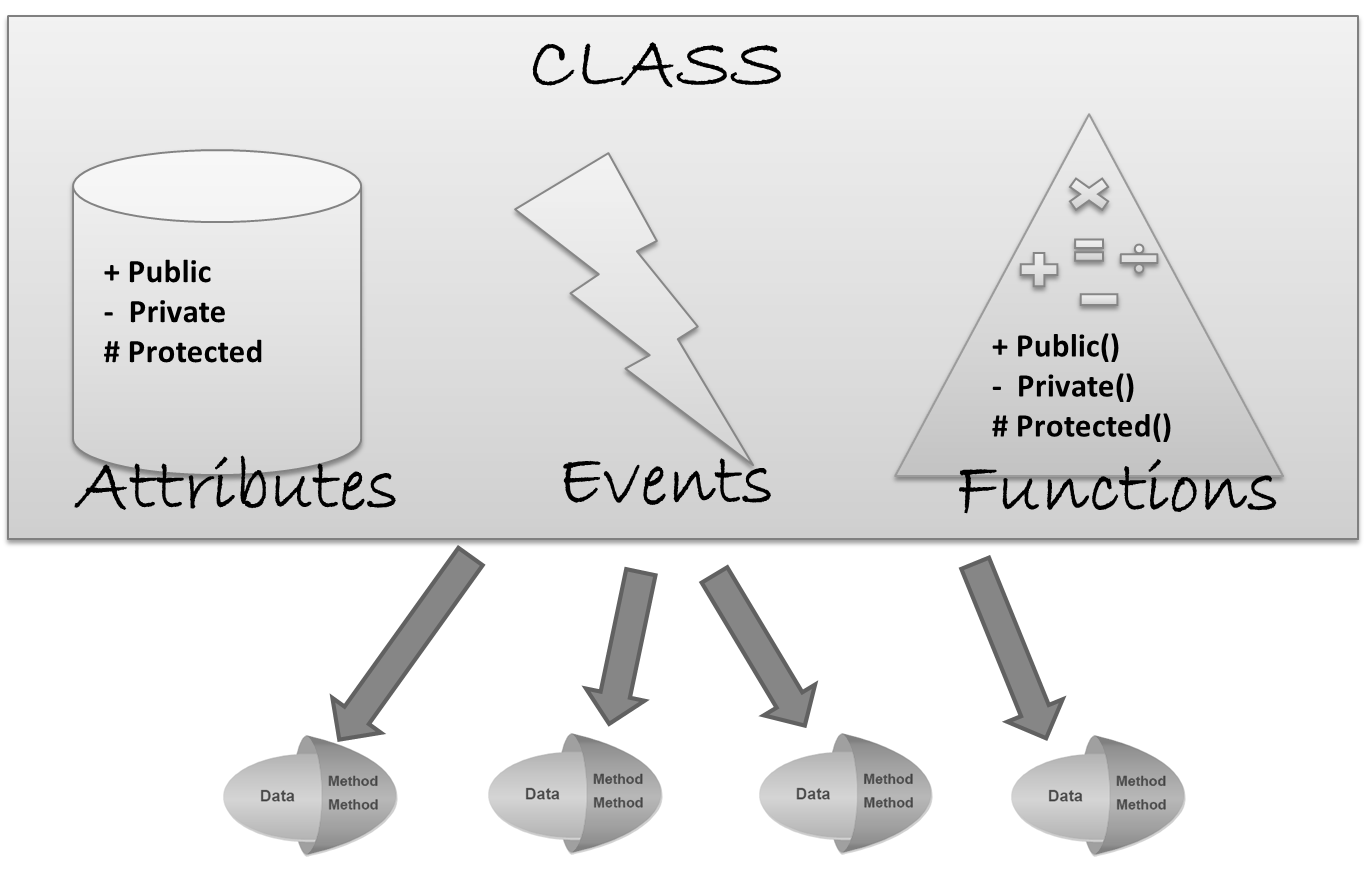 CLASS
+ Public
- Private
# Protected
+ Public()
- Private()
# Protected()
Attributes
Events
Functions
Data
Method
Method
Data
Method
Method
Data
Method
Method
Data
Method
Method